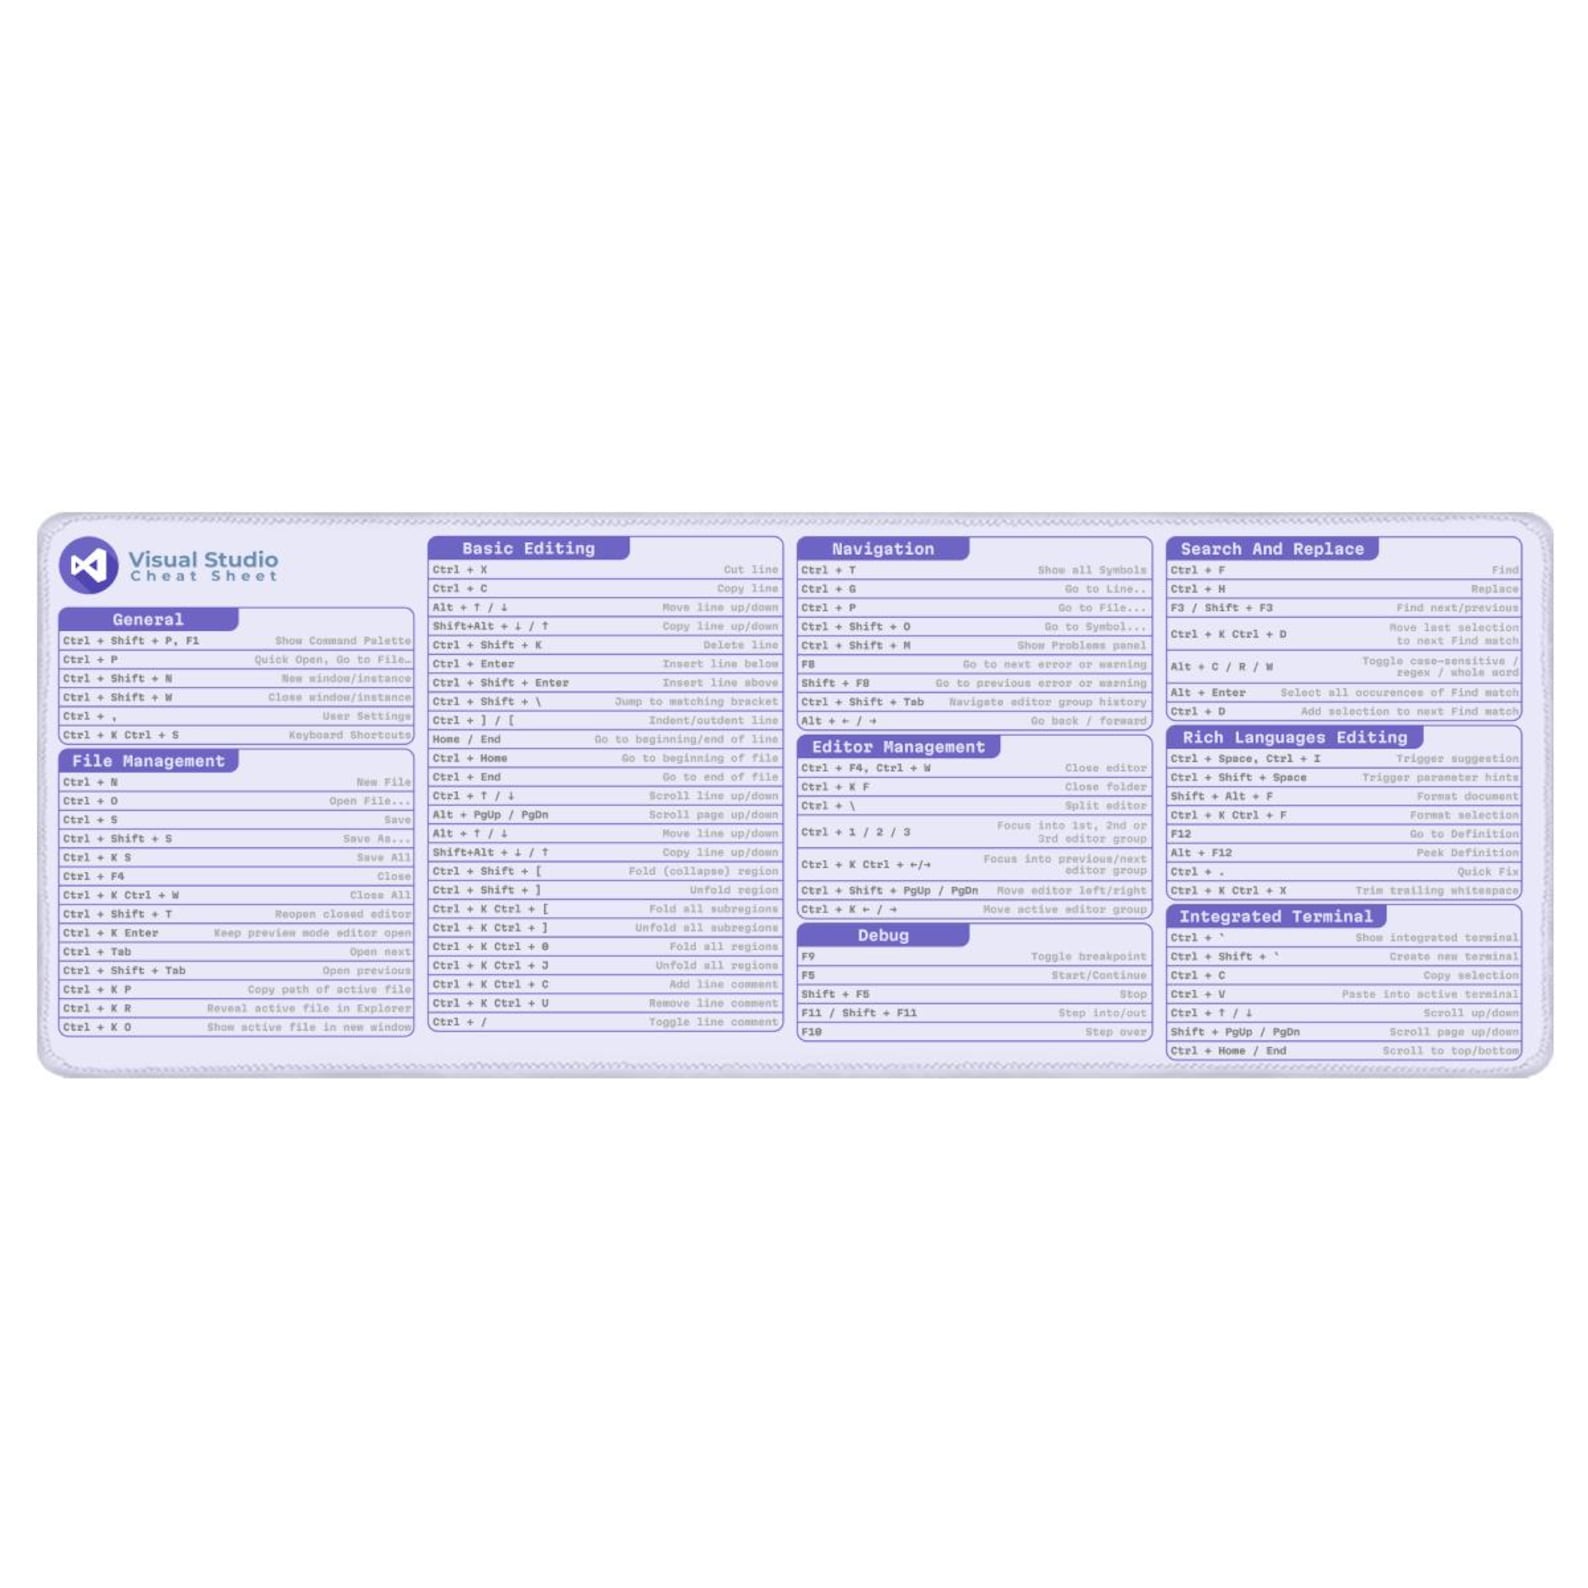 Visual Studio
Cheat Sheet
General
Ctrl + Shift + P, F1 Show Command Palette
Ctrl + P Quick Open, Go to File…
Ctrl + Shift + N New window/instance
Ctrl + Shift + W Close window/instance
Ctrl + , User Settings
Ctrl + K Ctrl + S Keyboard Shortcuts
File Management
Ctrl + N New File
Ctrl + O Open File...
Ctrl + S Save
Ctrl + Shift + S Save As...
Ctrl + K S Save All
Ctrl + F4 Close
Ctrl + K Ctrl + W Close All
Ctrl + Shift + T Reopen closed editor
Ctrl + K Enter Keep preview mode editor open
Ctrl + Tab Open next
Ctrl + Shift + Tab Open previous
Ctrl + K P Copy path of active file
Ctrl + K R Reveal active file in Explorer
Ctrl + K O Show active file in new window
Basic Editing
Ctrl + X Cut line
Ctrl + C Copy line
Alt + ↑ / ↓ Move line up/down
Shift+Alt + ↓ / ↑ Copy line up/down
Ctrl + Shift + K Delete line
Ctrl + Enter Insert line below
Ctrl + Shift + Enter Insert line above
Ctrl + Shift + \ Jump to matching bracket
Ctrl + ] / [ Indent/outdent line
Home / End Go to beginning/end of line
Ctrl + Home Go to beginning of file
Ctrl + End Go to end of file
Ctrl + ↑ / ↓ Scroll line up/down
Alt + PgUp / PgDn Scroll page up/down
Alt + ↑ / ↓ Move line up/down
Shift+Alt + ↓ / ↑ Copy line up/down
Ctrl + Shift + [ Fold (collapse) region
Ctrl + Shift + ] Unfold region
Ctrl + K Ctrl + [ Fold all subregions
Ctrl + K Ctrl + ] Unfold all subregions
Ctrl + K Ctrl + 0 Fold all regions
Ctrl + K Ctrl + J Unfold all regions
Ctrl + K Ctrl + C Add line comment
Ctrl + K Ctrl + U Remove line comment
Ctrl + / Toggle line comment
Navigation
Ctrl + T Show all Symbols
Ctrl + G Go to Line..
Ctrl + P Go to File...
Ctrl + Shift + O Go to Symbol...
Ctrl + Shift + M Show Problems panel
F8 Go to next error or warning
Shift + F8 Go to previous error or warning
Ctrl + Shift + Tab Navigate editor group history
Alt + ← / → Go back / forward
Editor Management
Ctrl + F4, Ctrl + W Close editor
Ctrl + K F Close folder
Ctrl + \ Split editor
Ctrl + 1 / 2 / 3 Focus into 1st, 2nd or
3rd editor group
Ctrl + K Ctrl + ←/→ Focus into previous/next
editor group
Ctrl + Shift + PgUp / PgDn Move editor left/right
Ctrl + K ← / → Move active editor group
Debug
F9 Toggle breakpoint
F5 Start/Continue
Shift + F5 Stop
F11 / Shift + F11 Step into/out
F10 Step over
Search And Replace
Ctrl + F Find
Ctrl + H Replace
F3 / Shift + F3 Find next/previous
Ctrl + K Ctrl + D Move last selection
to next Find match
Alt + C / R / W Toggle case-sensitive /
regex / whole word
Alt + Enter Select all occurences of Find match
Ctrl + D Add selection to next Find match
Rich Languages Editing
Ctrl + Space, Ctrl + I Trigger suggestion
Ctrl + Shift + Space Trigger parameter hints
Shift + Alt + F Format document
Ctrl + K Ctrl + F Format selection
F12 Go to Definition
Alt + F12 Peek Definition
Ctrl + . Quick Fix
Ctrl + K Ctrl + X Trim trailing whitespace
Integrated Terminal
Ctrl + ` Show integrated terminal
Ctrl + Shift + ` Create new terminal
Ctrl + C Copy selection
Ctrl + V Paste into active terminal
Ctrl + ↑ / ↓ Scroll up/down
Shift + PgUp / PgDn Scroll page up/down
Ctrl + Home / End Scroll to top/bottom